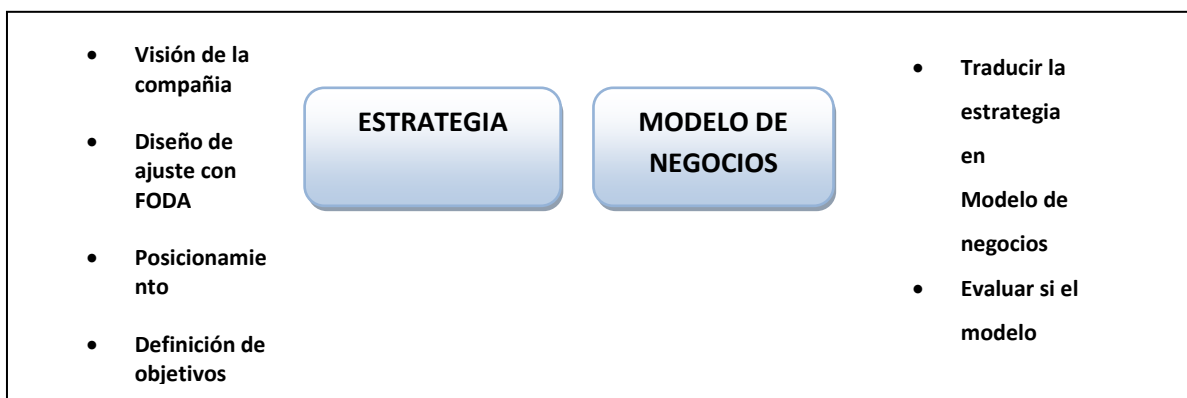 • Visión de la
compañia
• Diseño de
ajuste con
FODA
• Posicionamie
nto
• Definición de
objetivos
ESTRATEGIA
MODELO DE
NEGOCIOS
• Traducir la
estrategia
en
Modelo de
negocios
• Evaluar si el
modelo